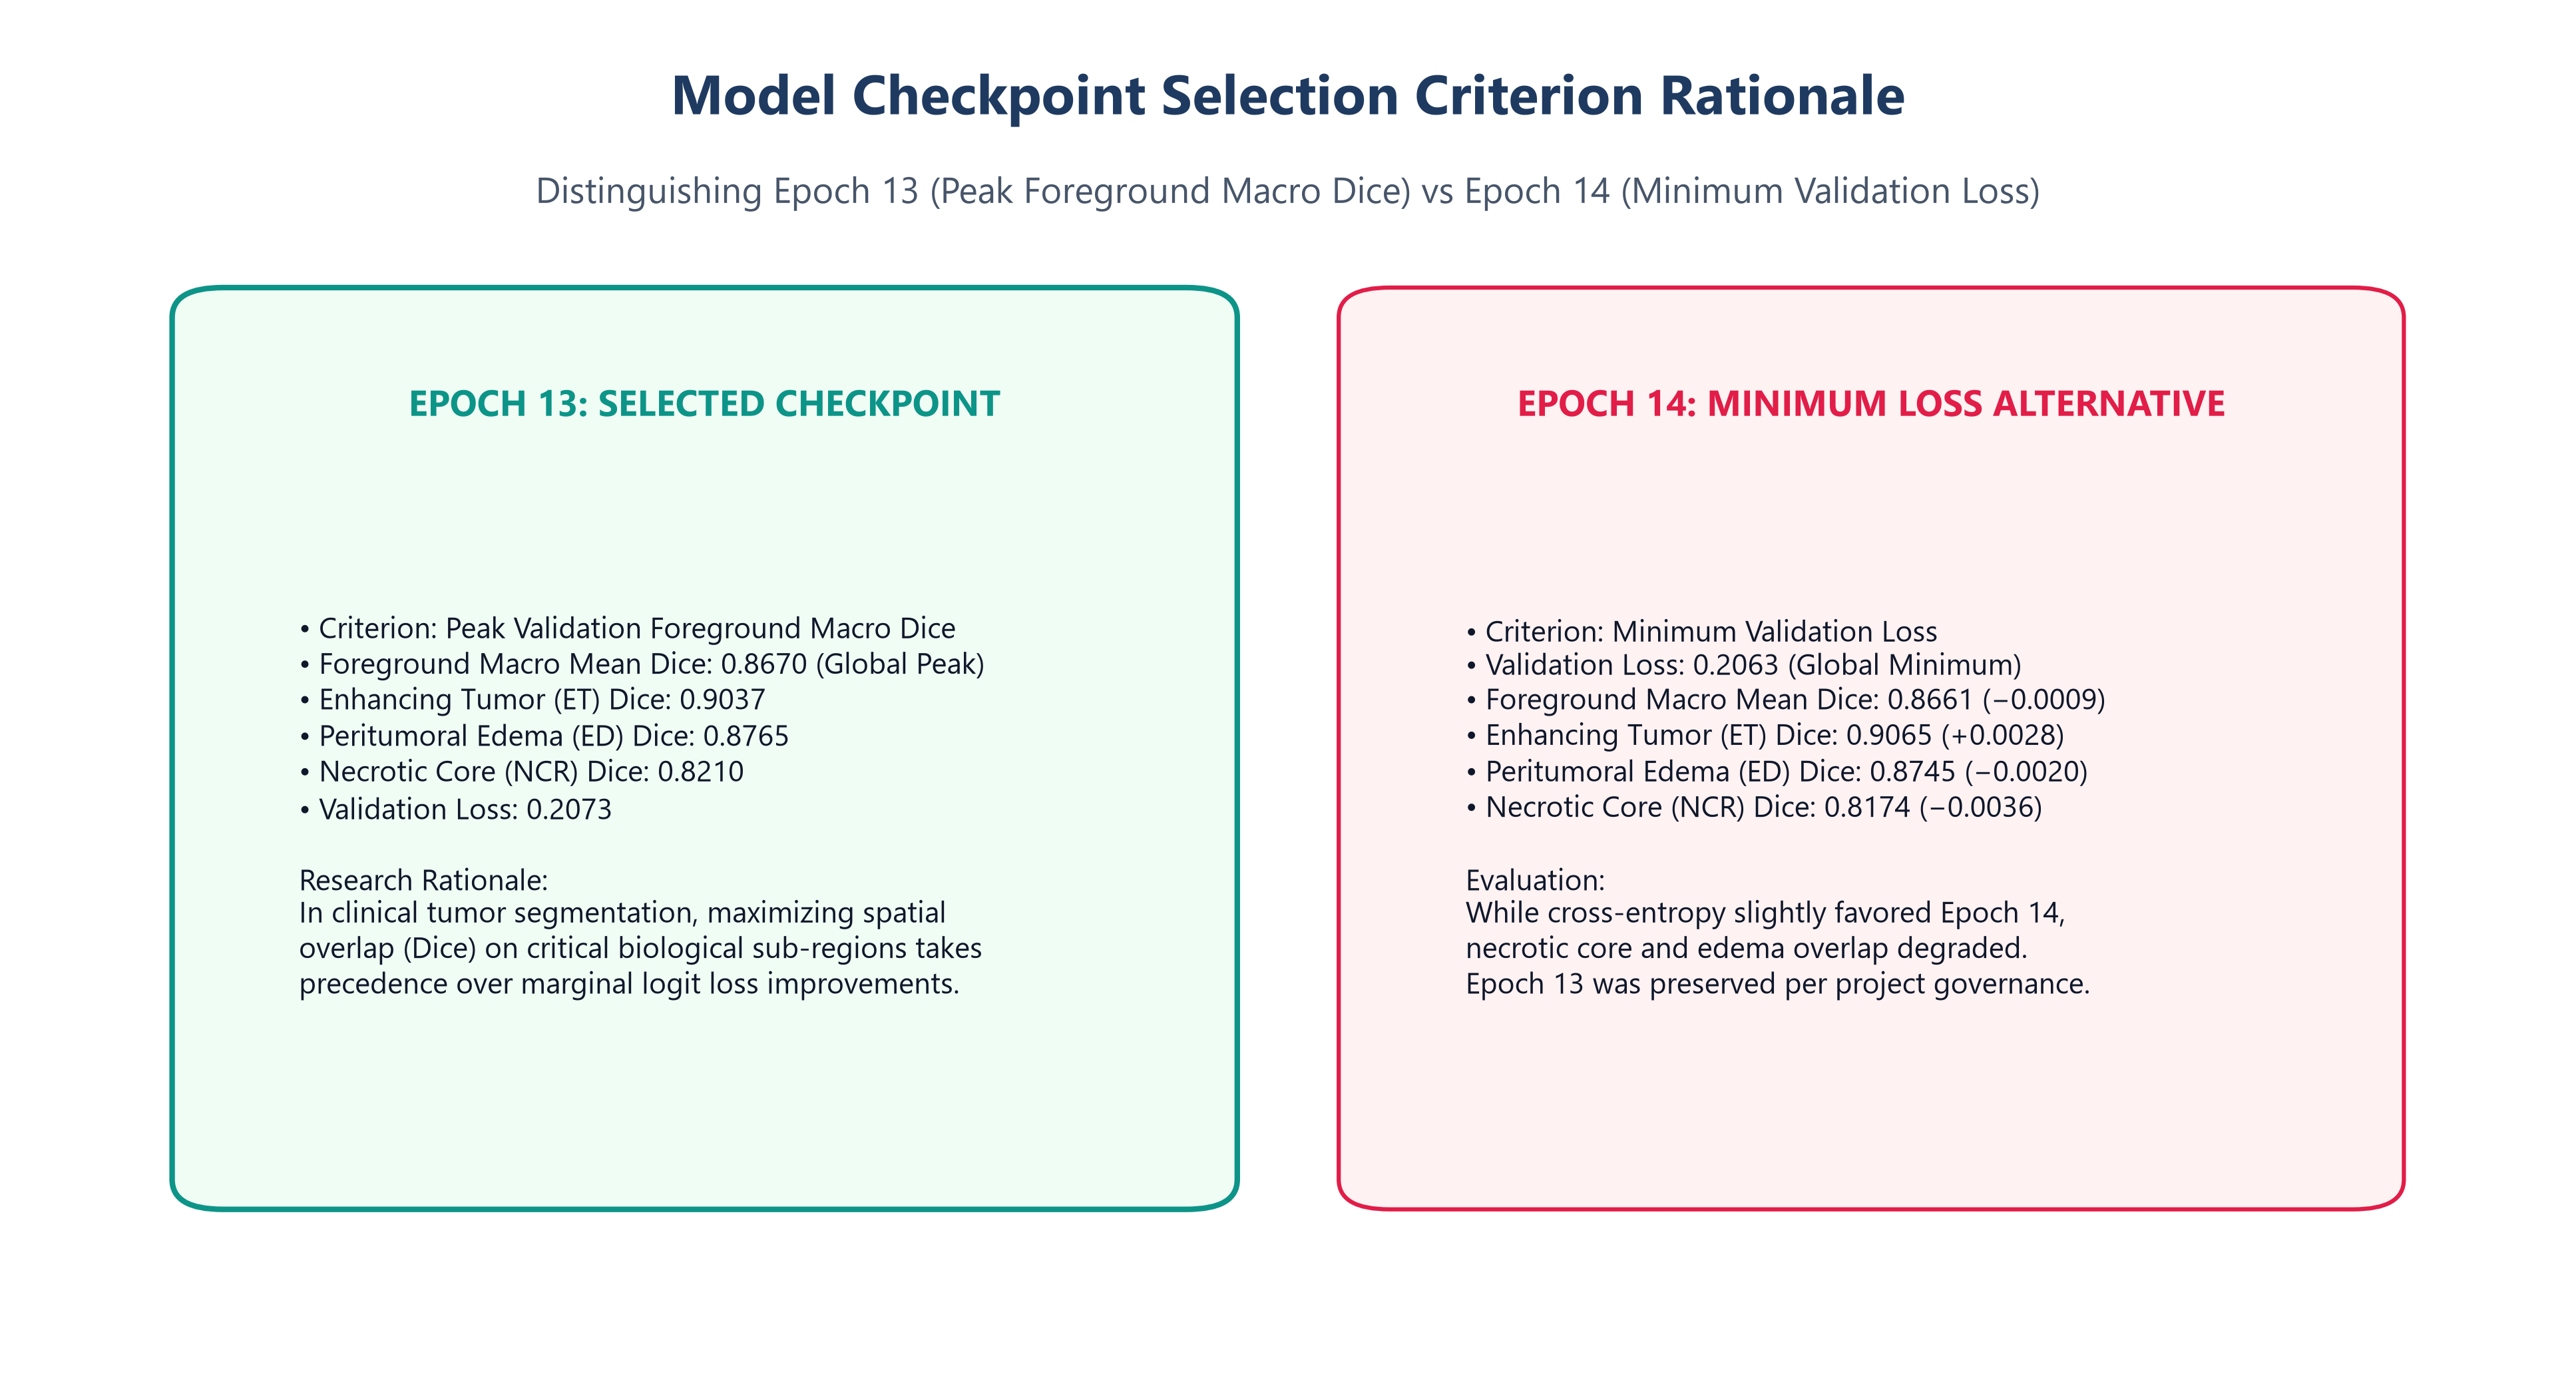 Model Checkpoint Selection Criterion Rationale
Distinguishing Epoch 13 (Peak Foreground Macro Dice) vs Epoch 14 (Minimum Validation Loss)
EPOCH 13: SELECTED CHECKPOINT
• Criterion: Peak Validation Foreground Macro Dice
• Foreground Macro Mean Dice: 0.8670 (Global Peak)
• Enhancing Tumor (ET) Dice: 0.9037
• Peritumoral Edema (ED) Dice: 0.8765
• Necrotic Core (NCR) Dice: 0.8210
• Validation Loss: 0.2073
Research Rationale:
In clinical tumor segmentation, maximizing spatial
overlap (Dice) on critical biological sub-regions takes
precedence over marginal logit loss improvements.
EPOCH 14: MINIMUM LOSS ALTERNATIVE
• Criterion: Minimum Validation Loss
• Validation Loss: 0.2063 (Global Minimum)
• Foreground Macro Mean Dice: 0.8661 (−0.0009)
• Enhancing Tumor (ET) Dice: 0.9065 (+0.0028)
• Peritumoral Edema (ED) Dice: 0.8745 (−0.0020)
• Necrotic Core (NCR) Dice: 0.8174 (−0.0036)
Evaluation:
While cross-entropy slightly favored Epoch 14,
necrotic core and edema overlap degraded.
Epoch 13 was preserved per project governance.